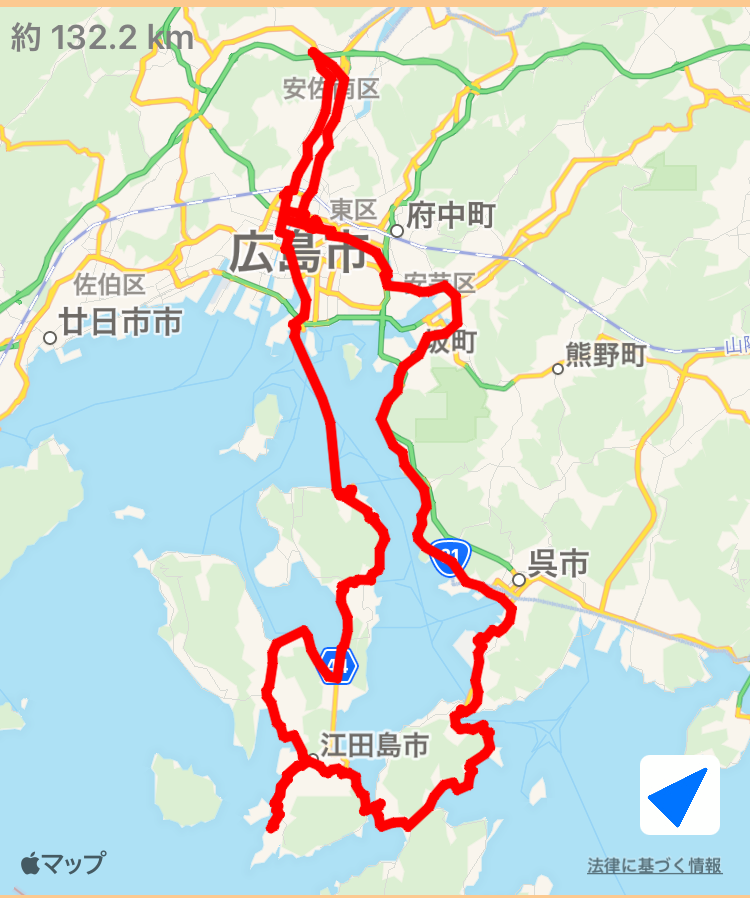 約 132.2 km
安佐南区
東区
府中町
広島市
佐伯区
安芸区
廿日市市
坂町
熊野町
山陽
31
呉市
44
江田島市
マップ
法律に基づく情報